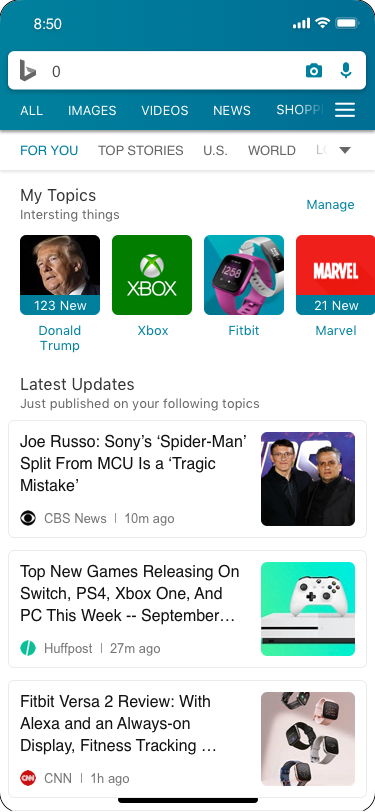 8:50
0
ALL IMAGES VIDEOS NEWS SHOPP
FOR YOU TOP STORIES U.S. WORLD LO
My Topics
Intersting things
Manage
123 New
XBOX
12:58
MARVEL
21 New
Donald
Trump
Xbox
Fitbit
Marvel
Latest Updates
Just published on your following topics
Joe Russo: Sony's ‘Spider-Man’
Split From MCU Is a ‘Tragic
Mistake’
CBS News | 10m ago
Top New Games Releasing On
Switch, PS4, Xbox One, And
PC This Week -- September...
Huffpost | 27m ago
Fitbit Versa 2 Review: With
Alexa and an Always-on
Display, Fitness Tracking ...
CNN CNN | 1h ago